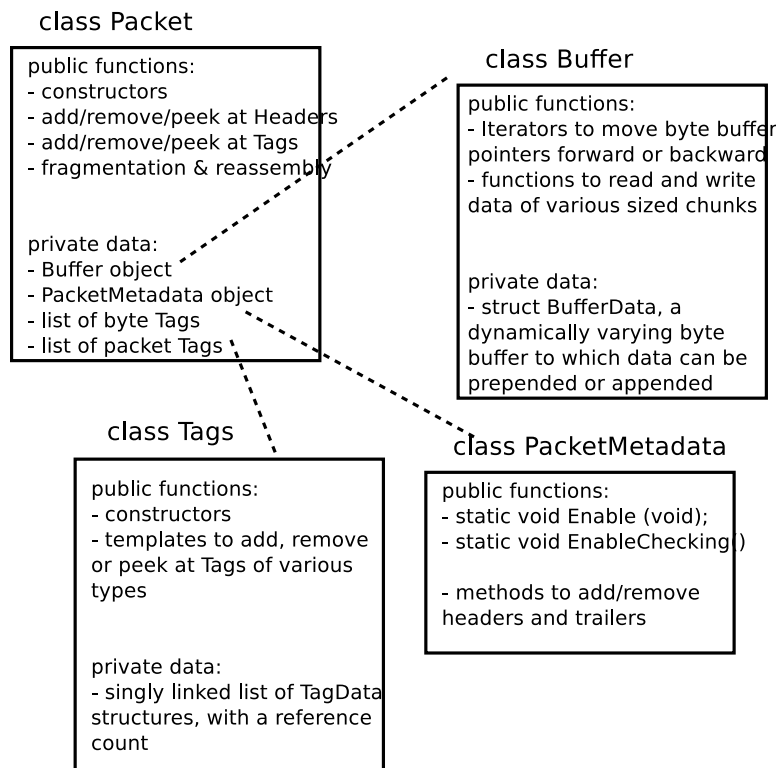 class Packet
public functions:
- constructors
- add/remove/peek at Headers
- add/remove/peek at Tags
- fragmentation & reassembly
private data:
- Buffer object
- PacketMetadata object
- list of byte Tags
- list of packet Tags
class Buffer
public functions:
- Iterators to move byte buffer
pointers forward or backward
- functions to read and write
data of various sized chunks
private data:
- struct BufferData, a
dynamically varying byte
buffer to which data can be
prepended or appended
class Tags
public functions:
- constructors
- templates to add, remove
or peek at Tags of various
types
private data:
- singly linked list of TagData
structures, with a reference
count
class PacketMetadata
public functions:
- static void Enable (void);
- static void EnableChecking()
- methods to add/remove
headers and trailers